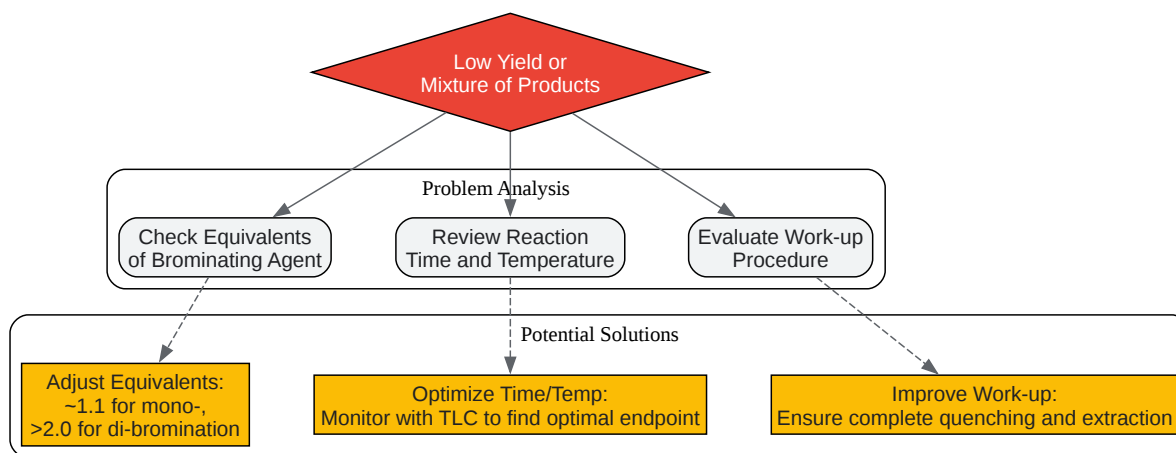 Low Yield or
Mixture of Products
Problem Analysis
Check Equivalents
of Brominating Agent
Review Reaction
Time and Temperature
Evaluate Work-up
Procedure
Potential Solutions
Adjust Equivalents:
~1.1 for mono-,
>2.0 for di-bromination
Optimize Time/Temp:
Monitor with TLC to find optimal endpoint
Improve Work-up:
Ensure complete quenching and extraction